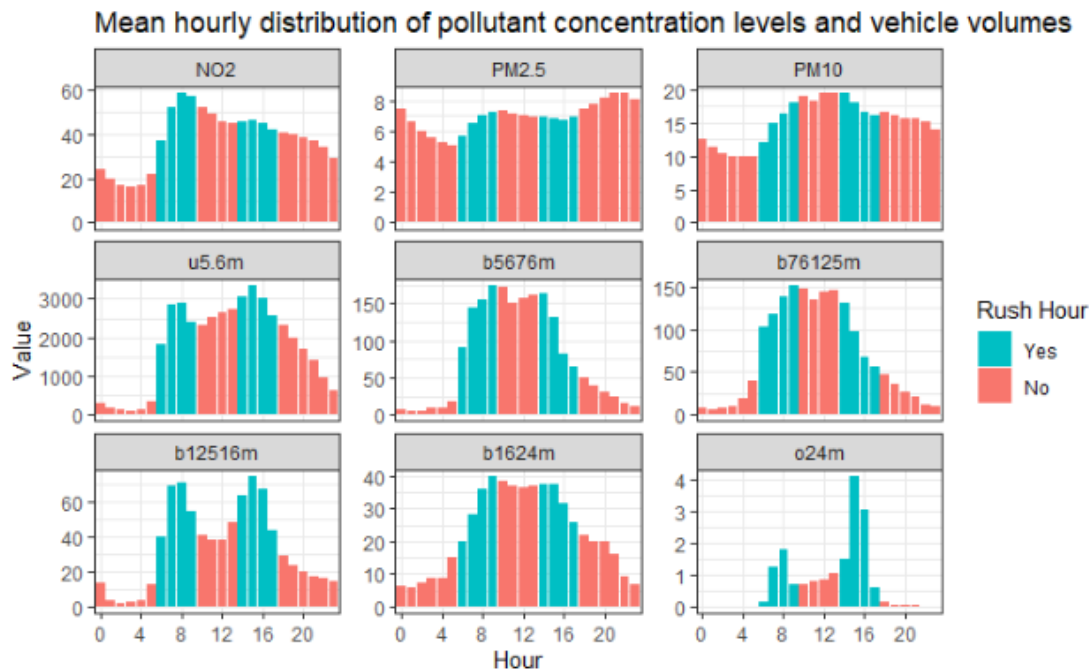 Mean hourly distribution of pollutant concentration levels and vehicle volumes
NO2 PM2.5 PM10
60 8 20
40 6 15
20 4 10
0 2 5
0 0
u5.6m b5676m b76125m
3000 150 150
2000 100 100
1000 50 50
0 0 0
Value
Rush Hour
Yes
No
b12516m b1624m o24m
60 40 4
40 30 3
20 20 2
0 10 1
0 0
0 4 8 12 16 20 0 4 8 12 16 20 0 4 8 12 16 20
Hour